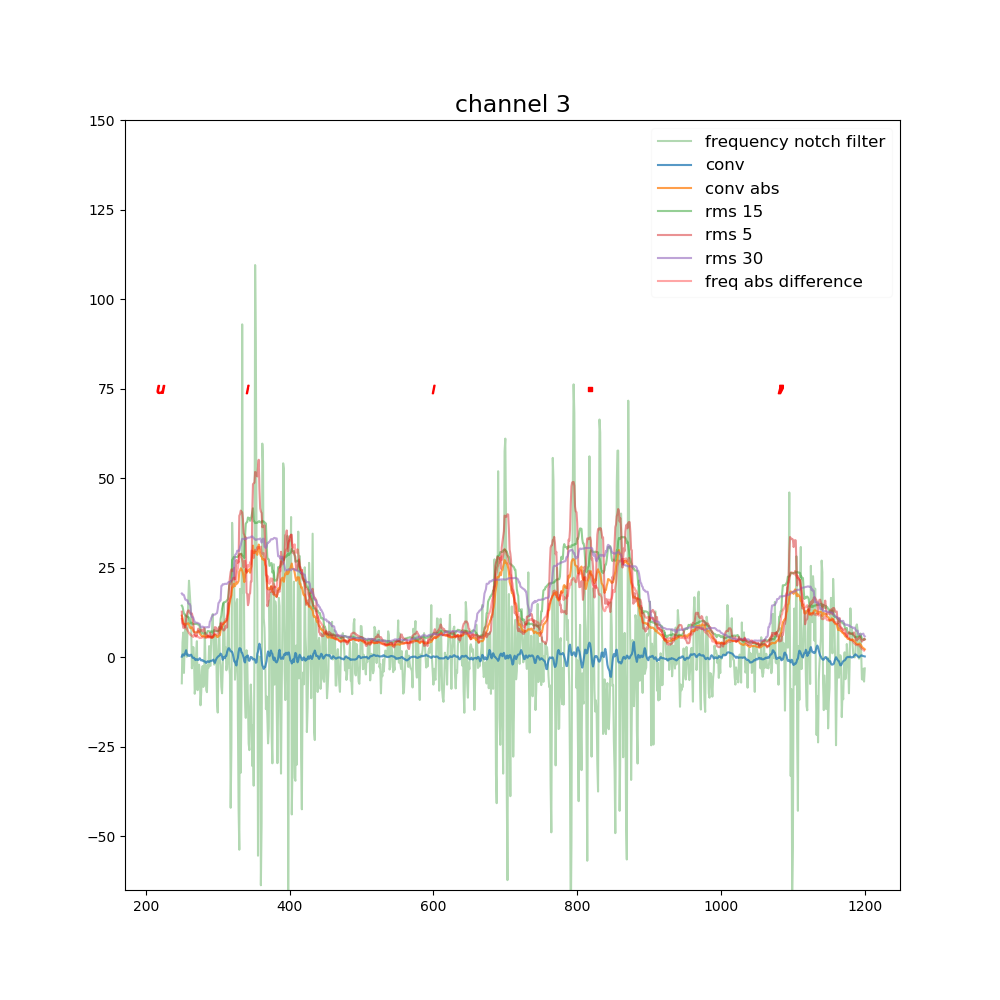 channel 3
150
125
100
75
50
25
0
−25
−50
frequency notch filter
conv
conv abs
rms 15
rms 5
rms 30
freq abs difference
u
200 400 600 800 1000 1200